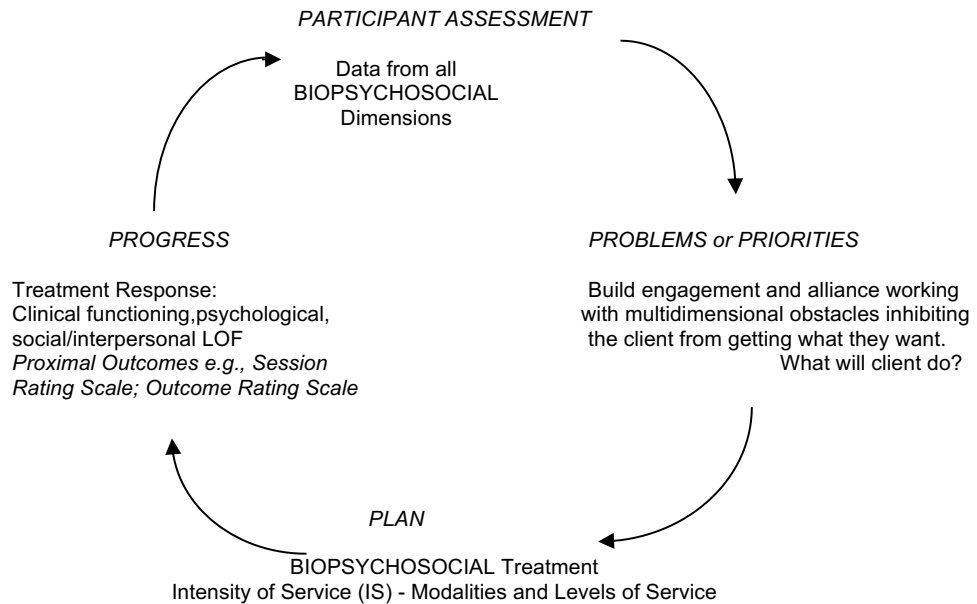 PARTICIPANT ASSESSMENT
Data from all
BIOPSYCHOSOCIAL
Dimensions
PROBLEMS or PRIORITIES
Build engagement and alliance working
with multidimensional obstacles inhibiting
the client from getting what they want.
What will client do?
PLAN
BIOPSYCHOSOCIAL Treatment
Intensity of Service (IS) - Modalities and Levels of Service
PROGRESS
Treatment Response:
Clinical functioning,psychological,
social/interpersonal LOF
Proximal Outcomes e.g., Session
Rating Scale; Outcome Rating Scale